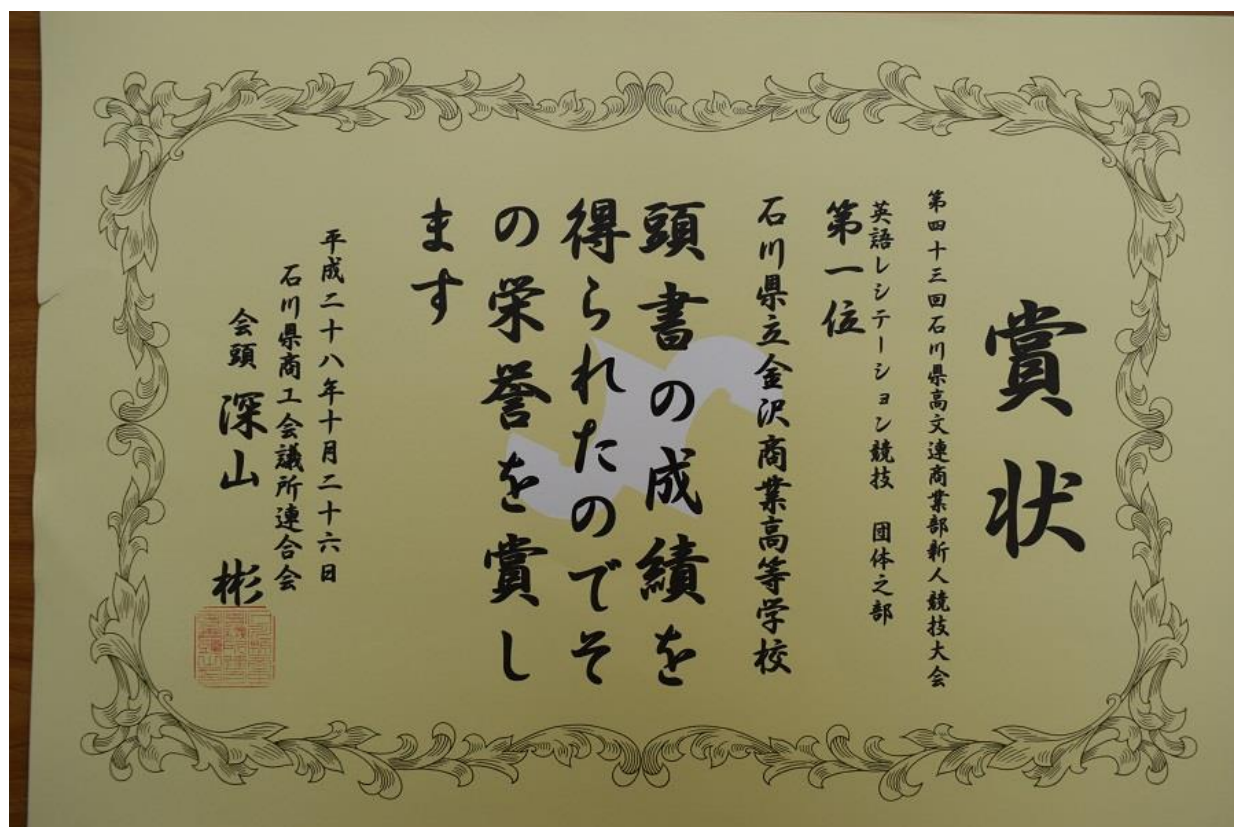 賞状
第四十三回石川県高文連商業部新人競技大会
英語レシテーション競技　団体之部
第一位
石川県立金沢商業高等学校
頭書の成績を
得られたのでそ
の栄誉を賞し
ます
平成二十八年十月二十六日
石川県商工会議所連合会
会頭　深山　彬